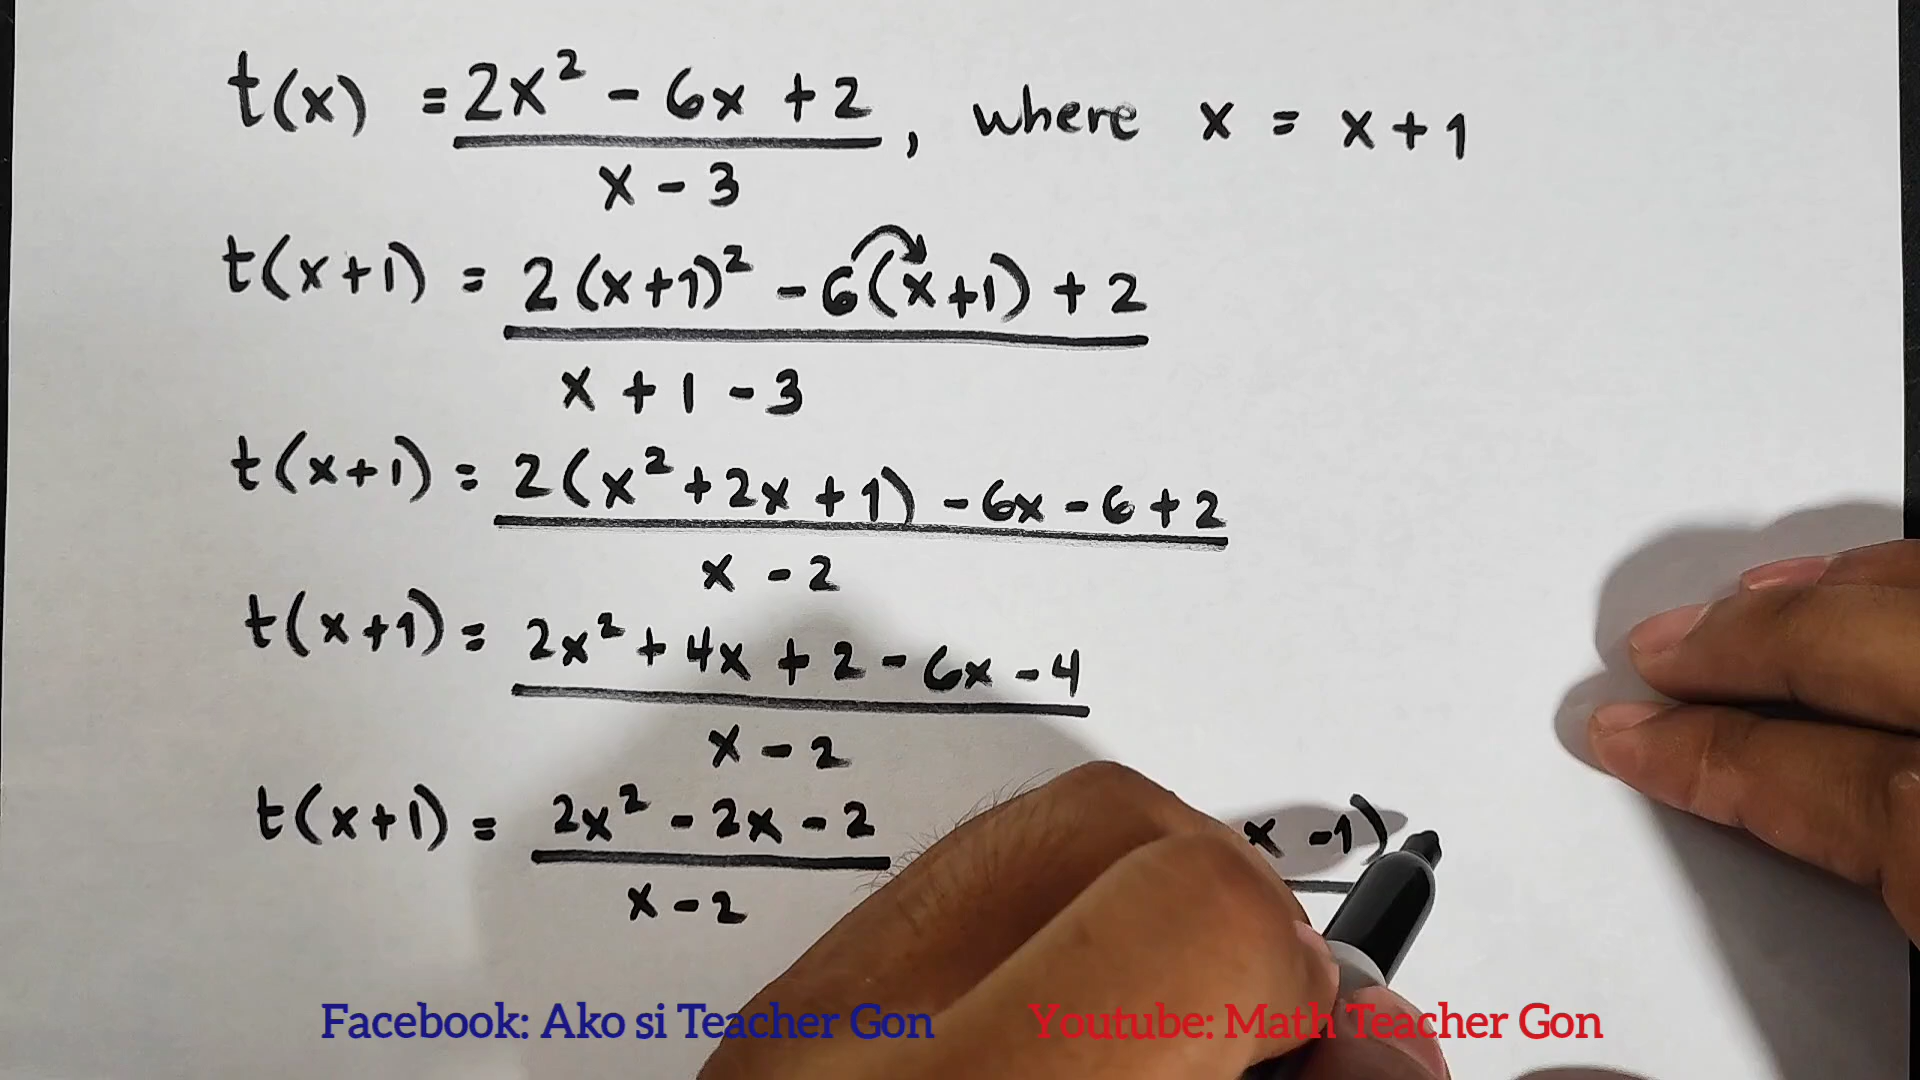 t(x) = 2x² - 6x + 2 , where x = x + 1
x - 3
t(x+1) = 2(x+1)² - 6(x+1) + 2
x + 1 - 3
t(x+1) = 2(x² + 2x + 1) - 6x - 6 + 2
x - 2
t(x+1) = 2x² + 4x + 2 - 6x - 4
x - 2
t(x+1) = 2x² - 2x - 2 x - 1)
x - 2
Facebook: Ako si Teacher Gon Youtube: Math Teacher Gon